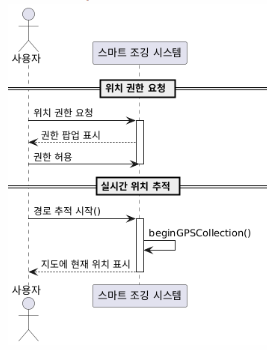 사용자
스마트 조깅 시스템
위치 권한 요청
위치 권한 요청
권한 팝업 표시
권한 허용
실시간 위치 추적
경로 추적 시작()
beginGPSCollection()
지도에 현재 위치 표시
사용자
스마트 조깅 시스템